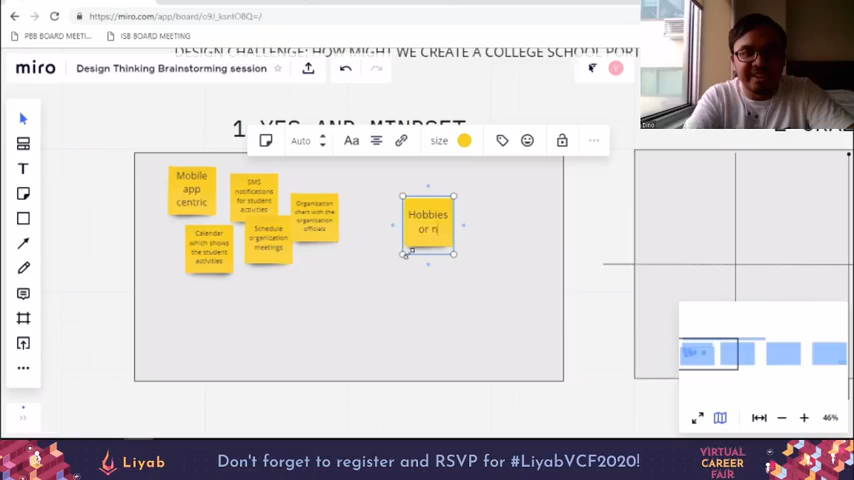 https://miro.com/app/board/o9J_ksntO8Q=/
PBB BOARD MEETI...
ISB BOARD MEETING
DESIGN CHALLENGE: HOW MIGHT WE CREATE A COLLEGE SCHOOL PORT
miro
Design Thinking Brainstorming session
V
1. YES AND MINDSET
Auto
Aa
size
Mobile
app
centric
SMS
notifications
for student
activities
Organization
chart with the
organization
officials
Calendar
which shows
the student
activities
Schedule
organization
meetings
Hobbies
or n
Dino
46%
Liyab
Don't forget to register and RSVP for #LiyabVCF2020!
VIRTUAL
CAREER
FAIR